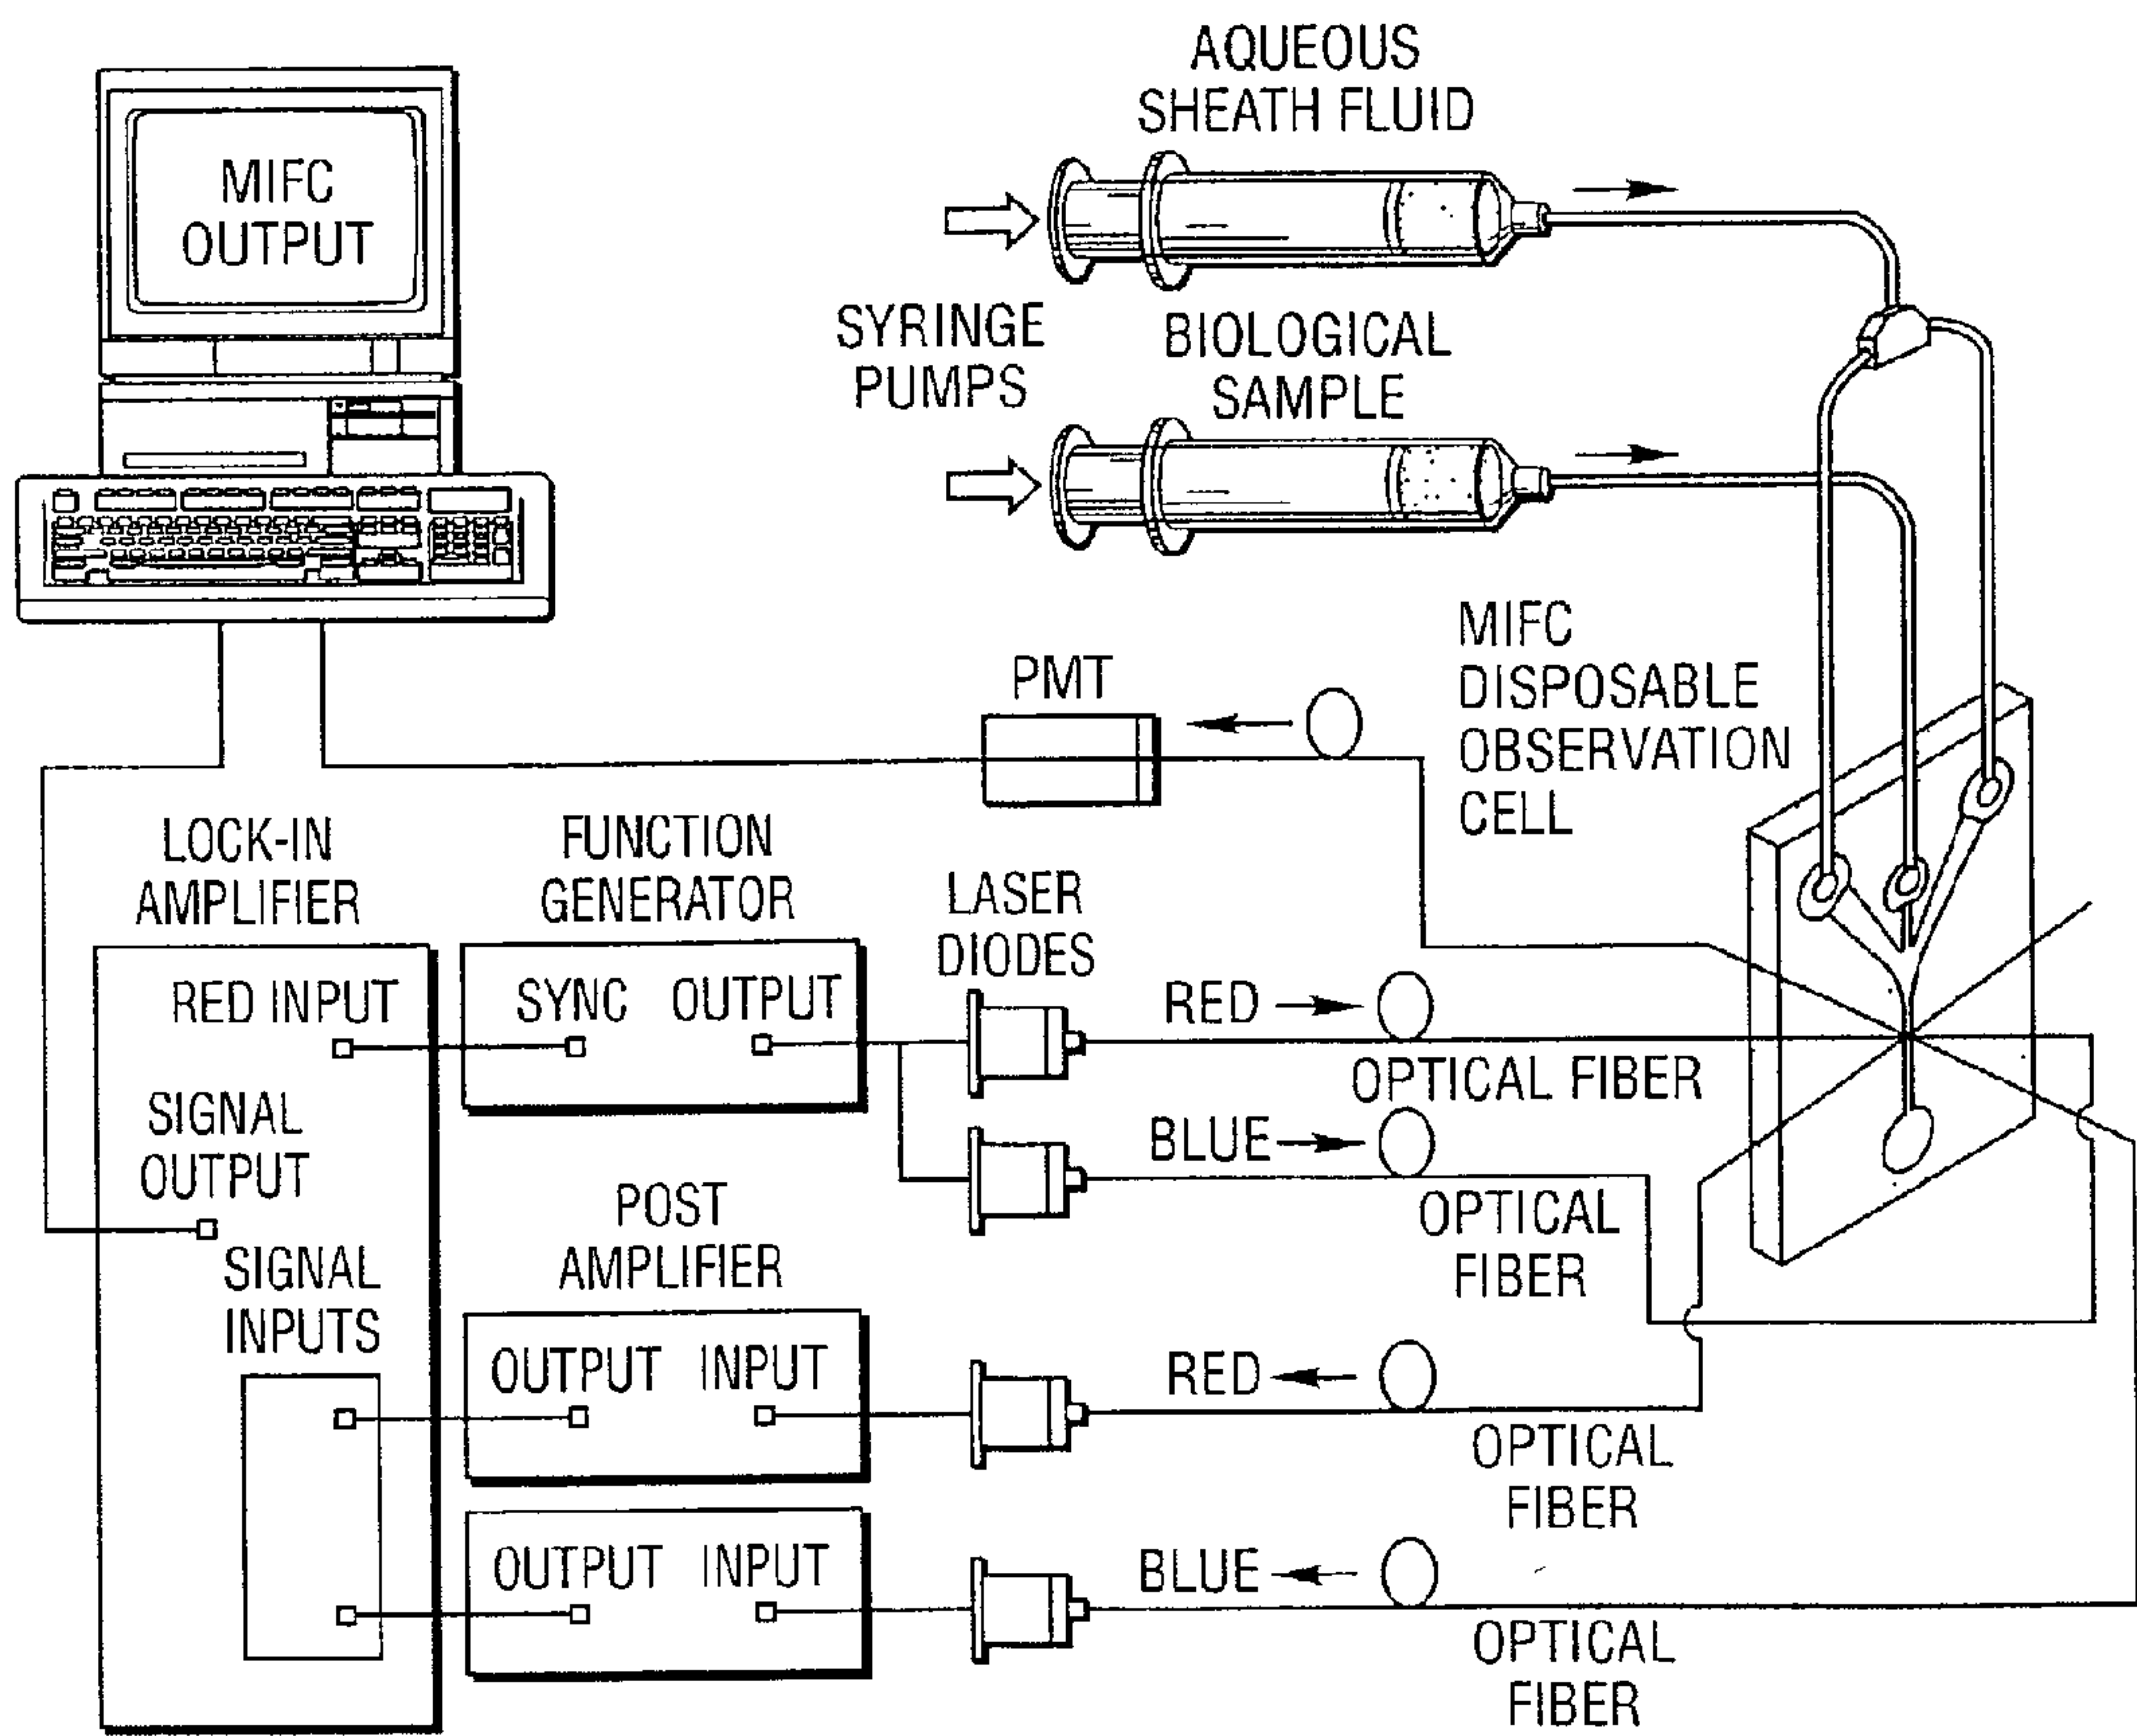 AQUEOUS
SHEATH FLUID
MIFC
OUTPUT
SYRINGE
PUMPS
BIOLOGICAL
SAMPLE
MIFC
DISPOSABLE
OBSERVATION
CELL
PMT
LOCK-IN
AMPLIFIER
FUNCTION
GENERATOR
LASER
DIODES
RED INPUT
SYNC OUTPUT
RED
OPTICAL FIBER
SIGNAL
OUTPUT
BLUE
OPTICAL
FIBER
POST
AMPLIFIER
SIGNAL
INPUTS
OUTPUT INPUT
RED
OPTICAL
FIBER
OUTPUT INPUT
BLUE
OPTICAL
FIBER